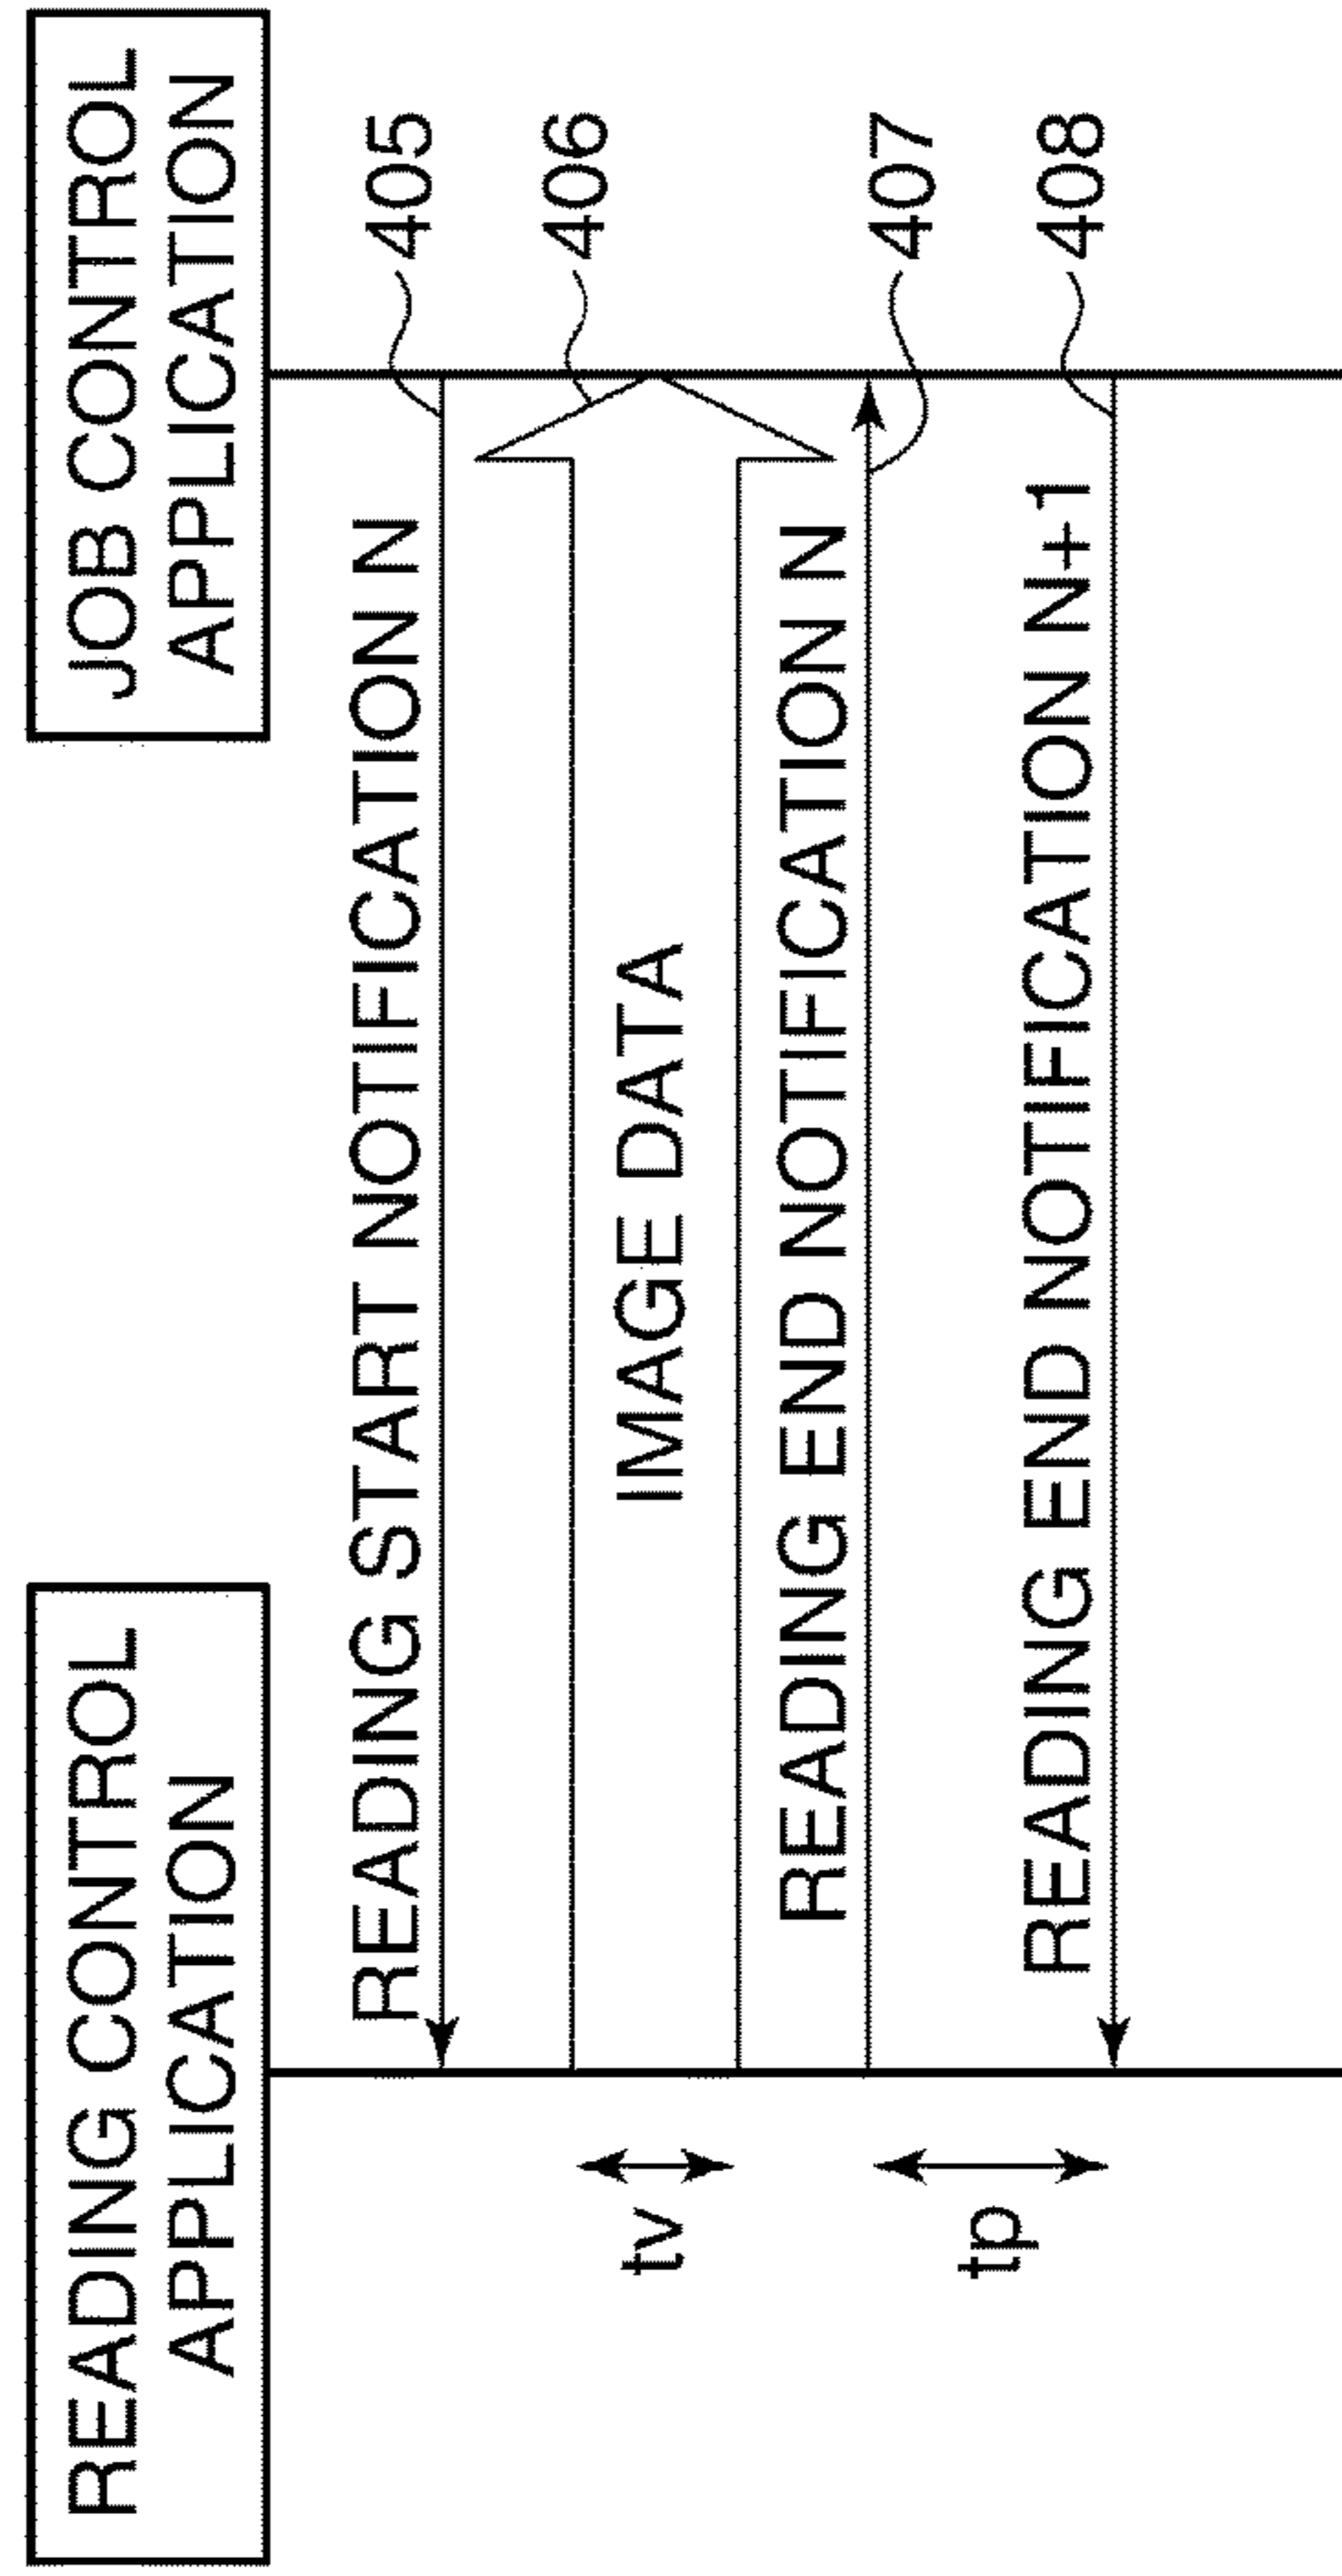 READING CONTROL
APPLICATION
JOB CONTROL
APPLICATION
READING START NOTIFICATION N
405
406
tv
IMAGE DATA
READING END NOTIFICATION N
407
tp
READING END NOTIFICATION N+1
408